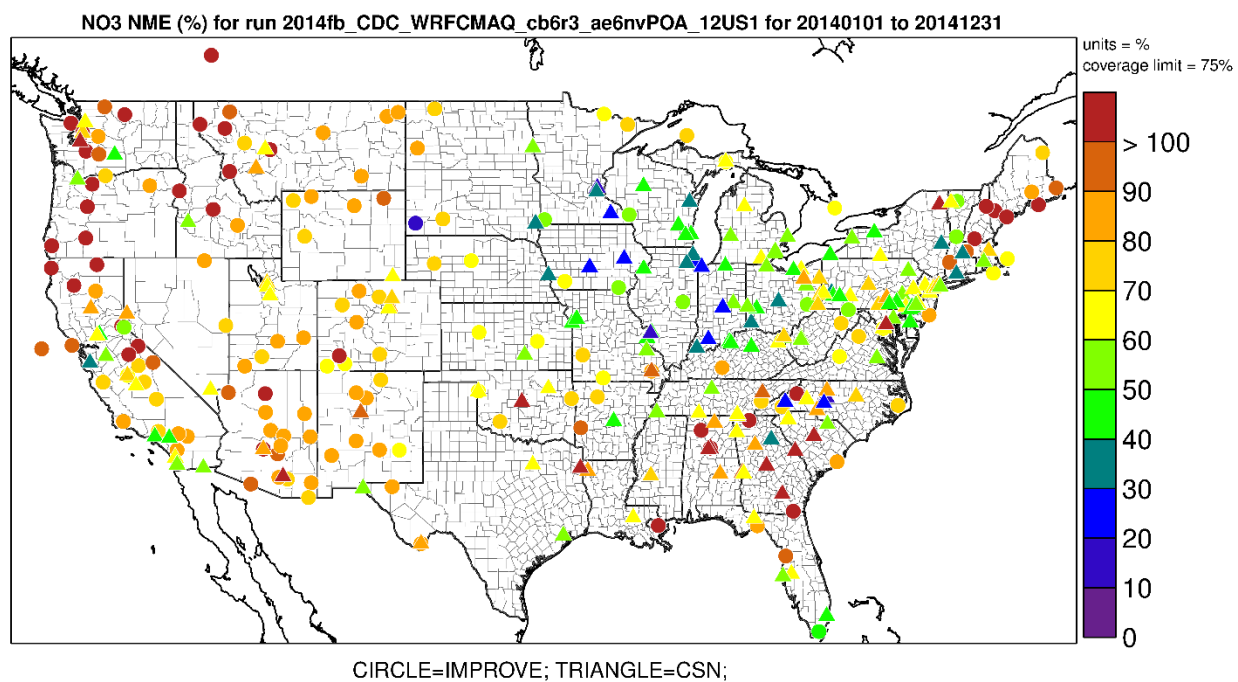 NO3 NME (%) for run 2014fb_CDC_WRFCMAQ_cb6r3_ae6nvPOA_12US1 for 20140101 to 20141231
units = %
coverage limit = 75%
> 100
90
80
70
60
50
40
30
20
10
0
CIRCLE=IMPROVE; TRIANGLE=CSN;